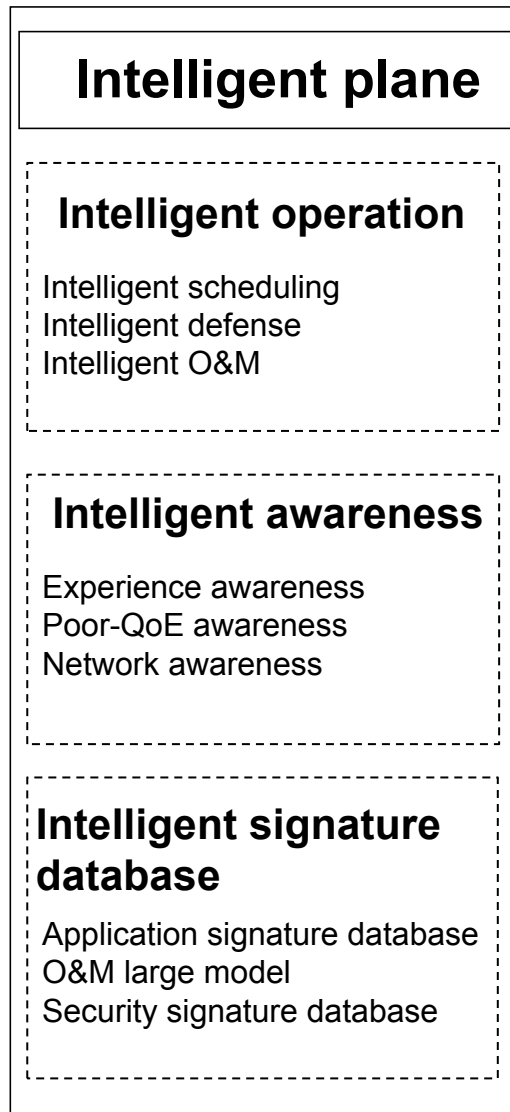 Intelligent plane
Intelligent operation
Intelligent scheduling
Intelligent defense
Intelligent O&M
Intelligent awareness
Experience awareness
Poor-QoE awareness
Network awareness
Intelligent signature
database
Application signature database
O&M large model
Security signature database